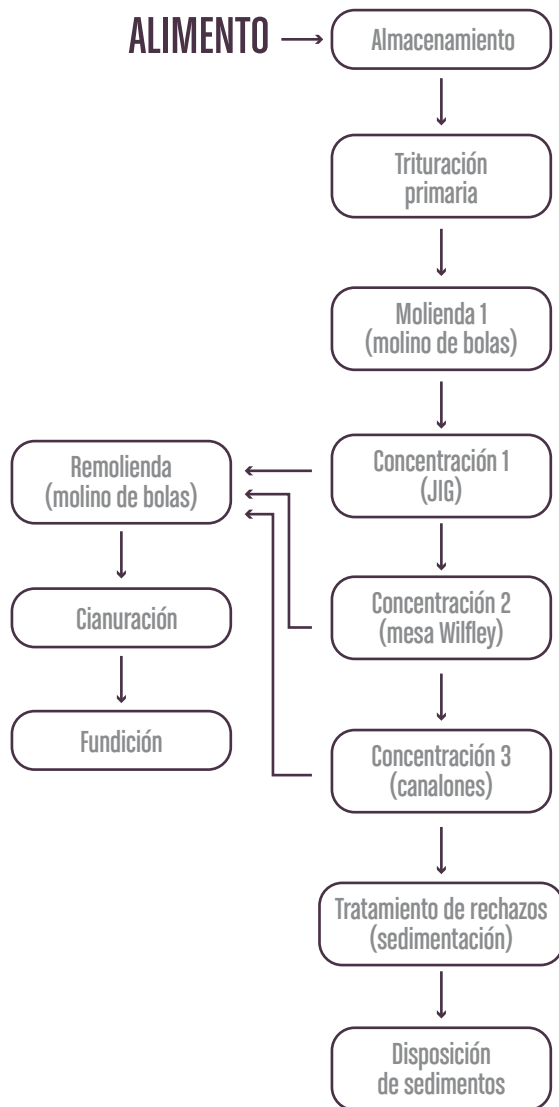 ALIMENTO
Almacenamiento
Trituración
primaria
Molienda 1
(molino de bolas)
Concentración 1
(JIG)
Remolienda
(molino de bolas)
Concentración 2
(mesa Wilfley)
Cianuración
Concentración 3
(canalones)
Fundición
Tratamiento de rechazos
(sedimentación)
Disposición
de sedimentos